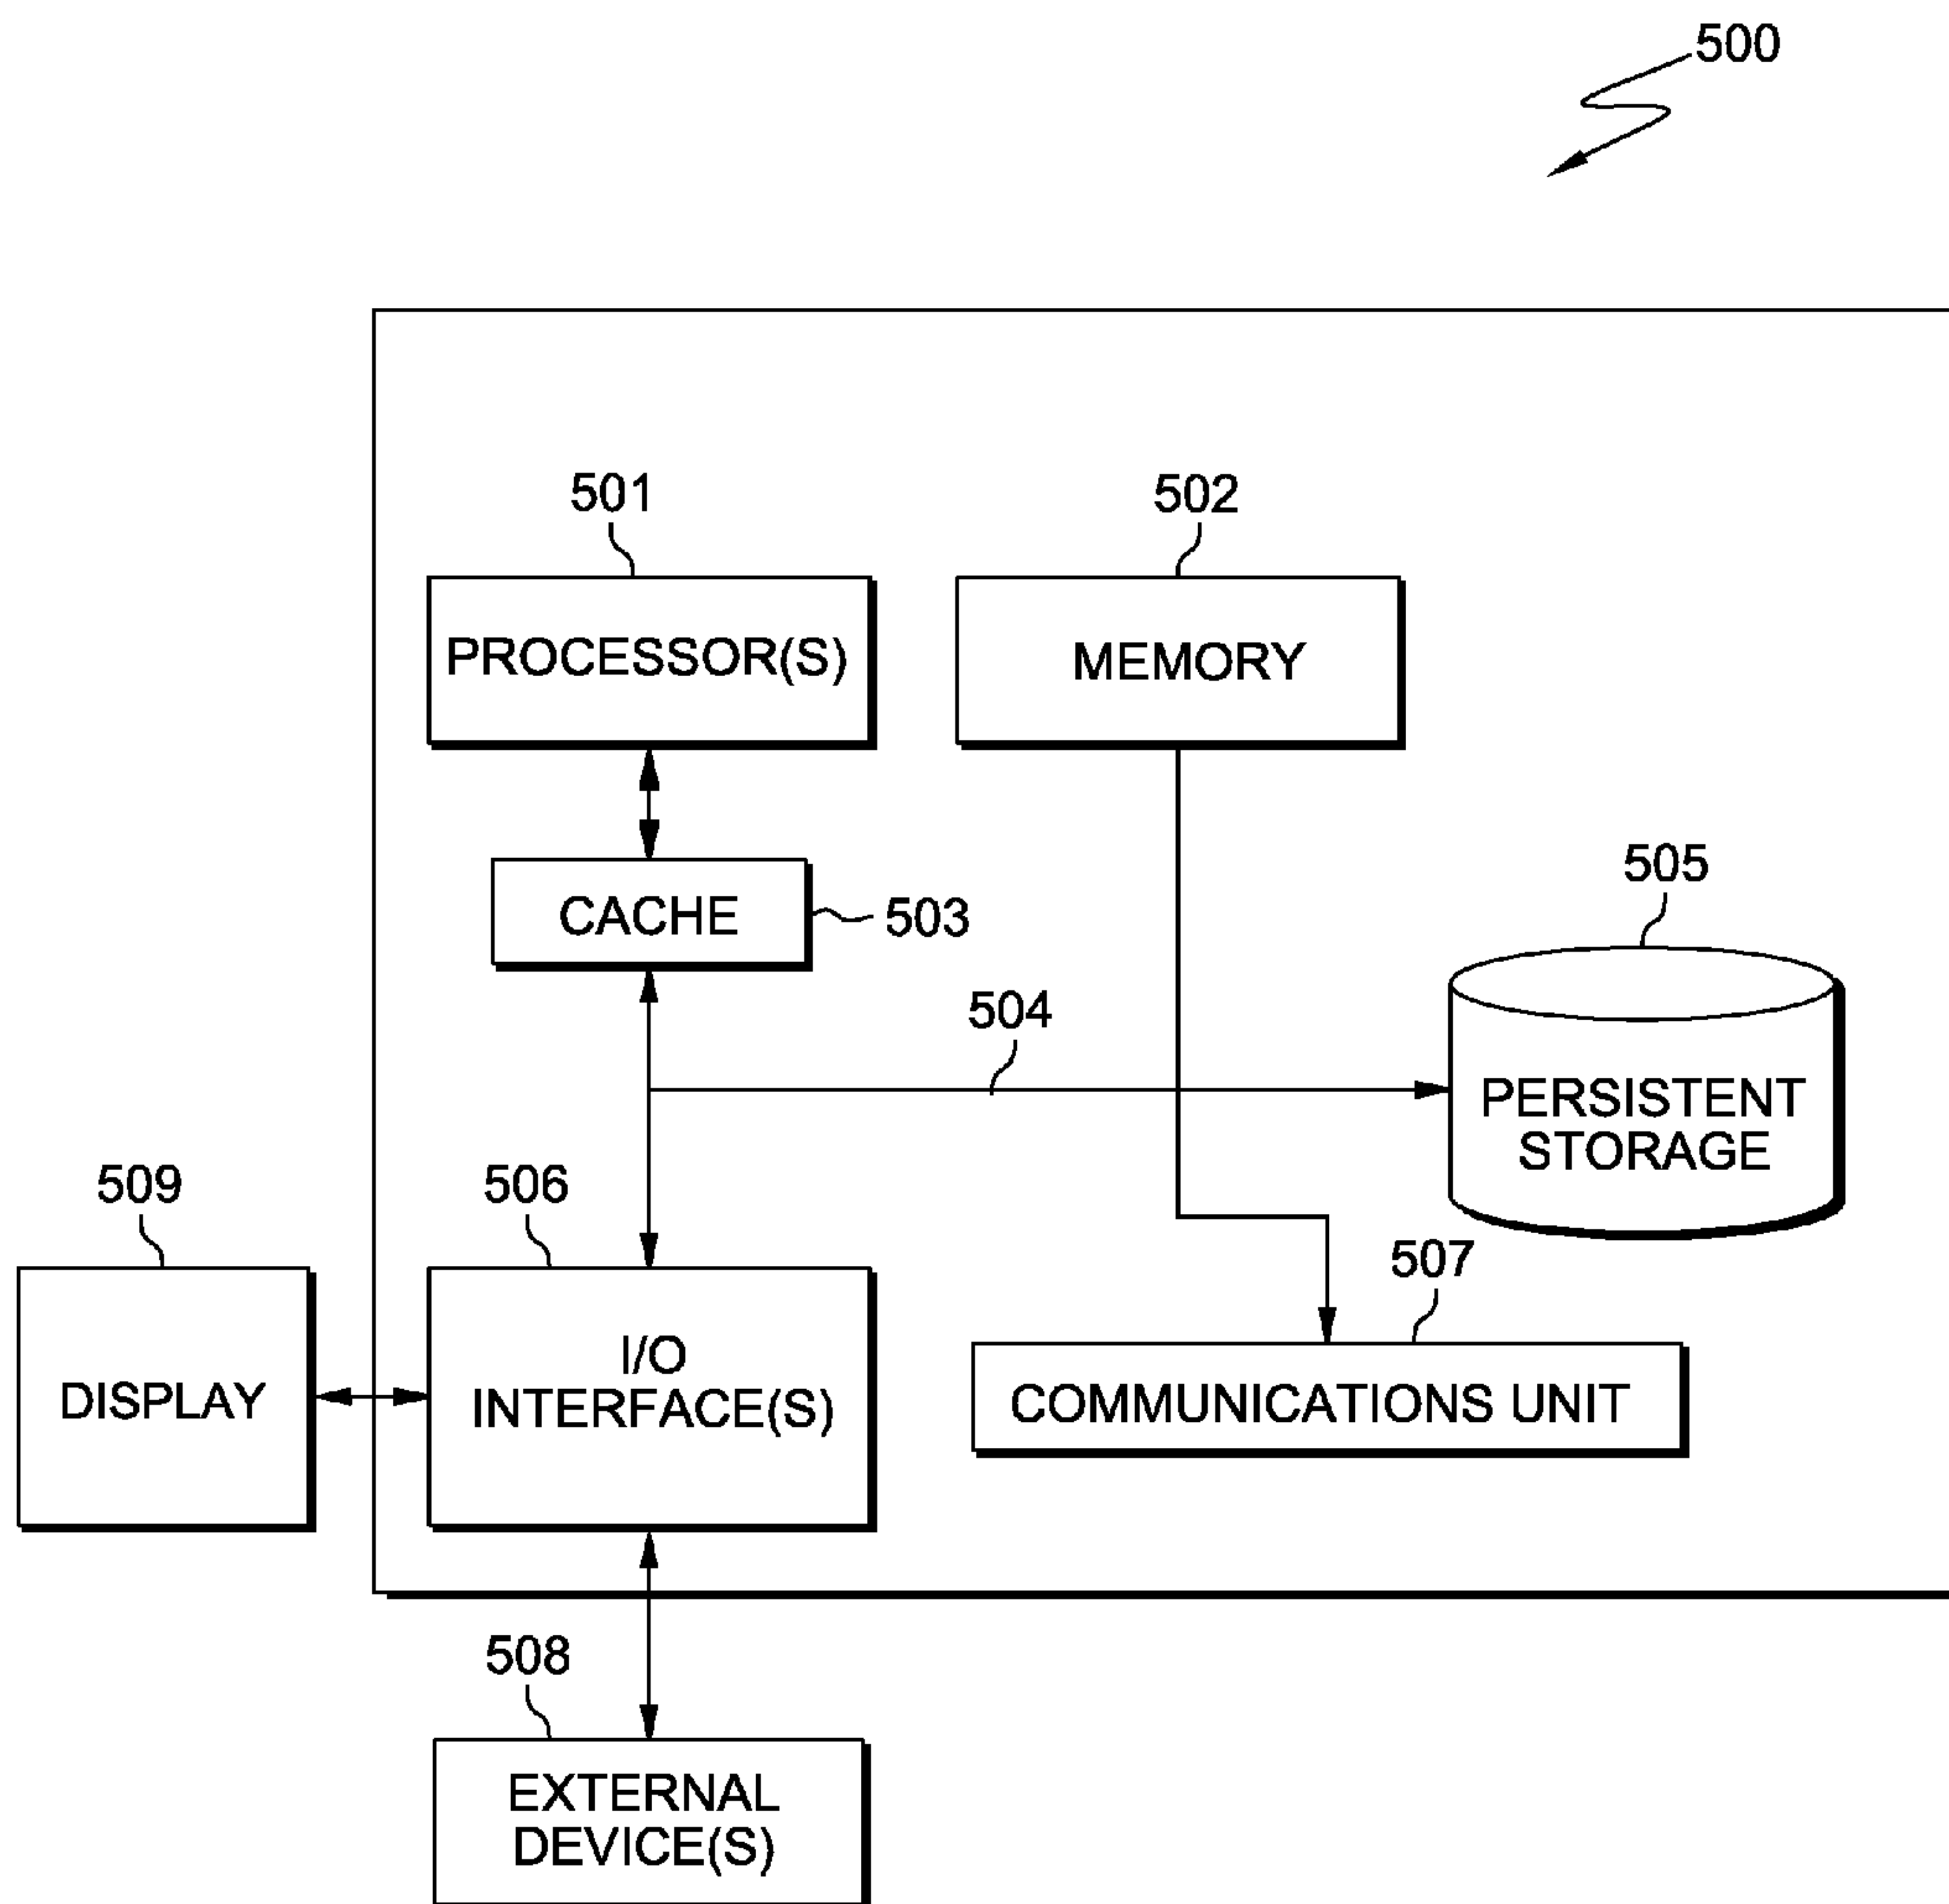 500
501
502
PROCESSOR(S)
MEMORY
CACHE
503
505
504
PERSISTENT
STORAGE
509
506
507
DISPLAY
I/O
INTERFACE(S)
COMMUNICATIONS UNIT
508
EXTERNAL
DEVICE(S)